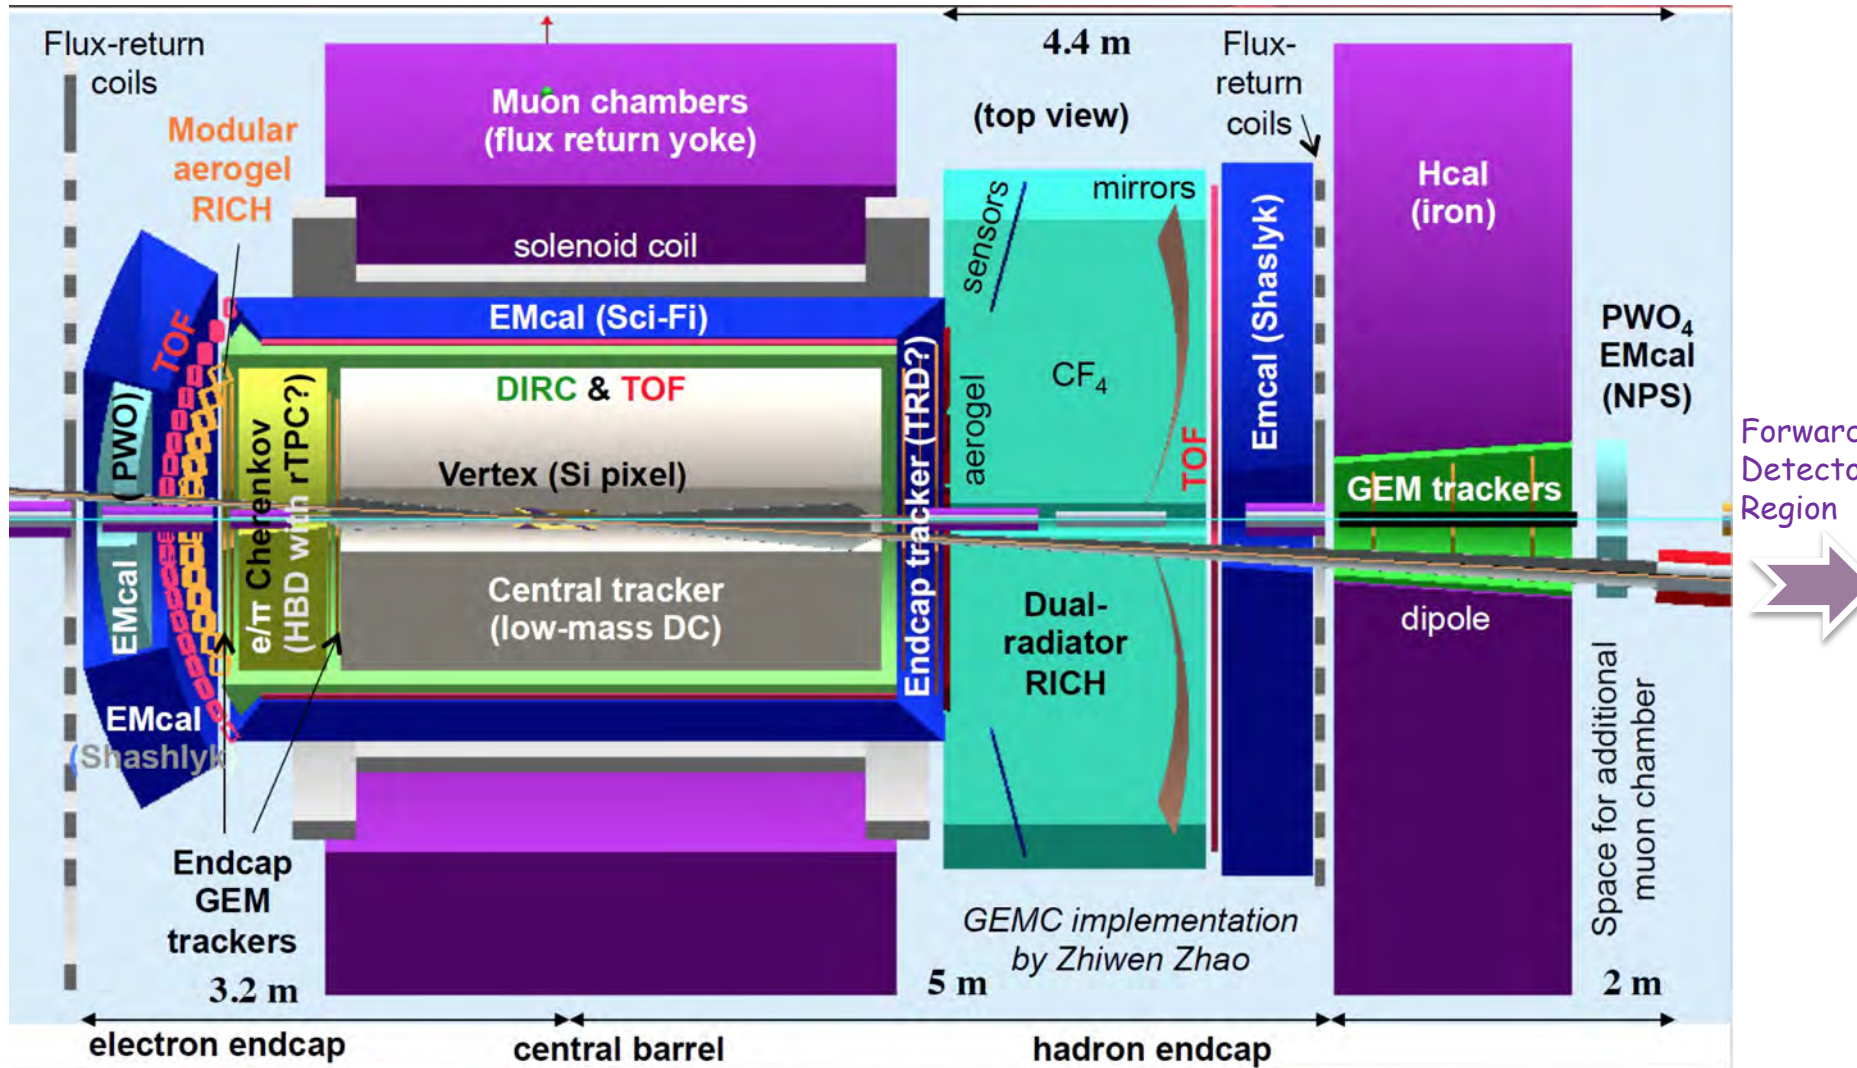 Flux-return
coils
4.4 m
Flux-
return
coils
Muon chambers
(flux return yoke)
(top view)
Modular
aerogel
RICH
Hcal
(iron)
mirrors
sensors
solenoid coil
Emcal (Shaslyk)
EMcal (Sci-Fi)
TOF
PWO4
EMcal
(NPS)
Endcap tracker (TRD?)
aerogel
CF4
DIRC & TOF
e/π Cherenkov
(HBD with rTPC?)
EMcal (PWO)
Forward
Detecto
Region
Vertex (Si pixel)
TOF
GEM trackers
Central tracker
(low-mass DC)
Dual-
radiator
RICH
dipole
EMcal
(Shashlyk
Space for additional
muon chamber
Endcap
GEM
trackers
GEMC implementation
by Zhiwen Zhao
3.2 m
5 m
2 m
electron endcap
central barrel
hadron endcap